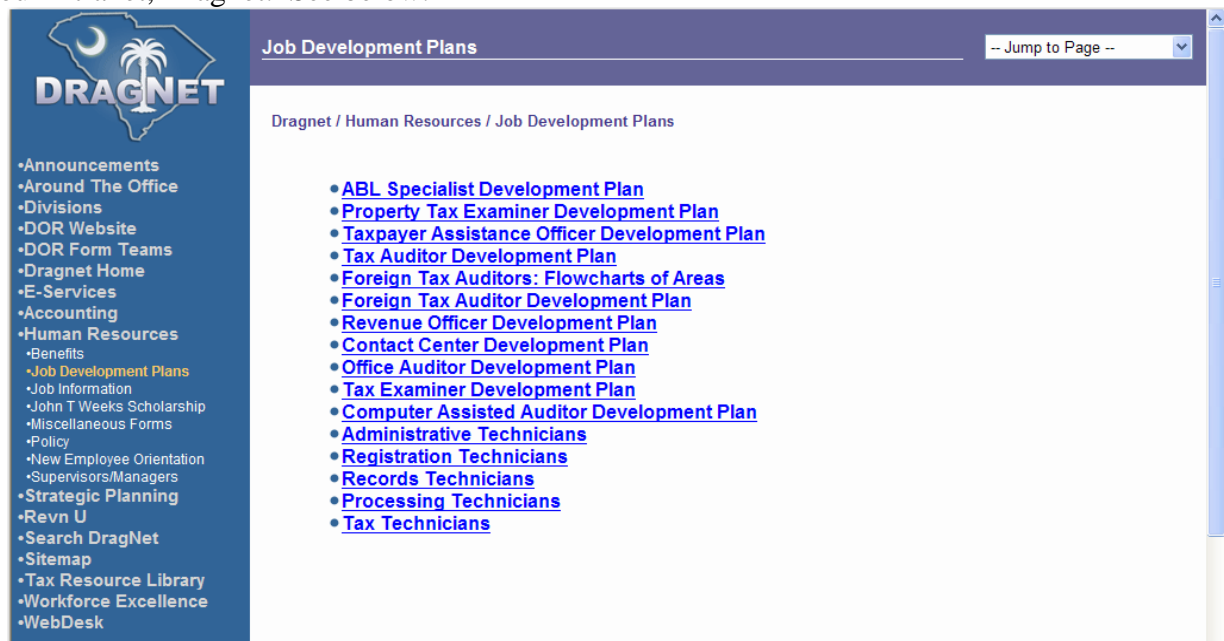 DRAGNET
Job Development Plans
-- Jump to Page --
Dragnet / Human Resources / Job Development Plans
•Announcements
•Around The Office
•Divisions
•DOR Website
•DOR Form Teams
•Dragnet Home
•E-Services
•Accounting
•Human Resources
•Benefits
•Job Development Plans
•Job Information
•John T Weeks Scholarship
•Miscellaneous Forms
•Policy
•New Employee Orientation
•Supervisors/Managers
•Strategic Planning
•Revn U
•Search DragNet
•Sitemap
•Tax Resource Library
•Workforce Excellence
•WebDesk
•ABL Specialist Development Plan
•Property Tax Examiner Development Plan
•Taxpayer Assistance Officer Development Plan
•Tax Auditor Development Plan
•Foreign Tax Auditors: Flowcharts of Areas
•Foreign Tax Auditor Development Plan
•Revenue Officer Development Plan
•Contact Center Development Plan
•Office Auditor Development Plan
•Tax Examiner Development Plan
•Computer Assisted Auditor Development Plan
•Administrative Technicians
•Registration Technicians
•Records Technicians
•Processing Technicians
•Tax Technicians